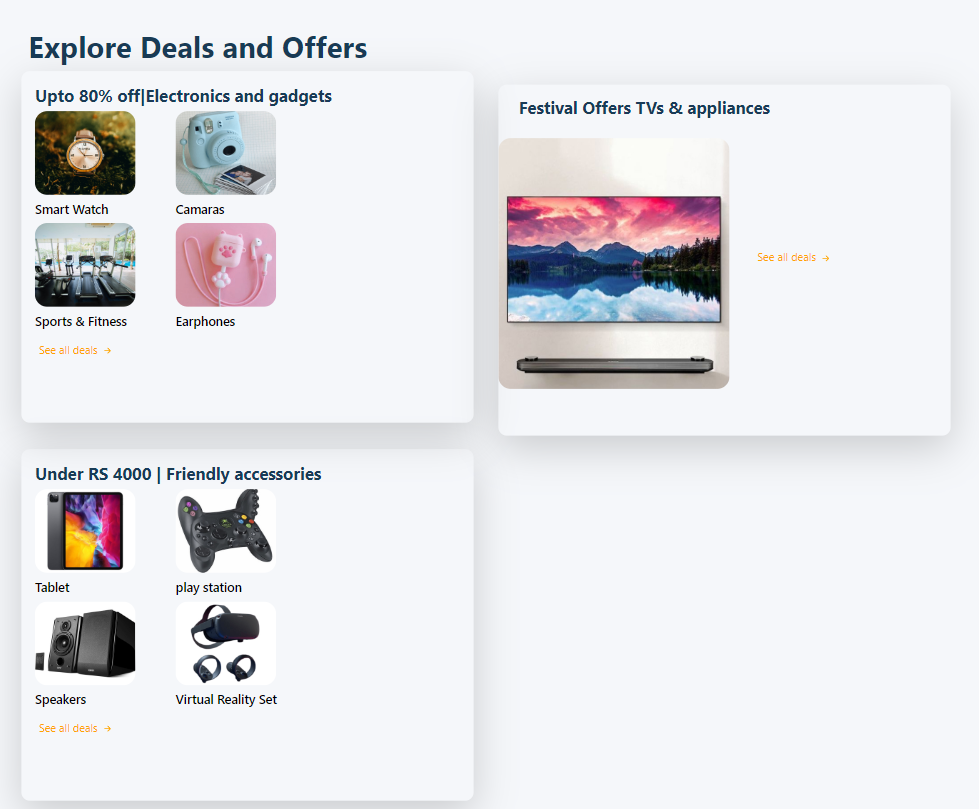 Explore Deals and Offers
Upto 80% off|Electronics and gadgets
Smart Watch
Camaras
Sports & Fitness
Earphones
See all deals →
Festival Offers TVs & appliances
See all deals →
Under RS 4000 | Friendly accessories
Tablet
play station
Speakers
Virtual Reality Set
See all deals →